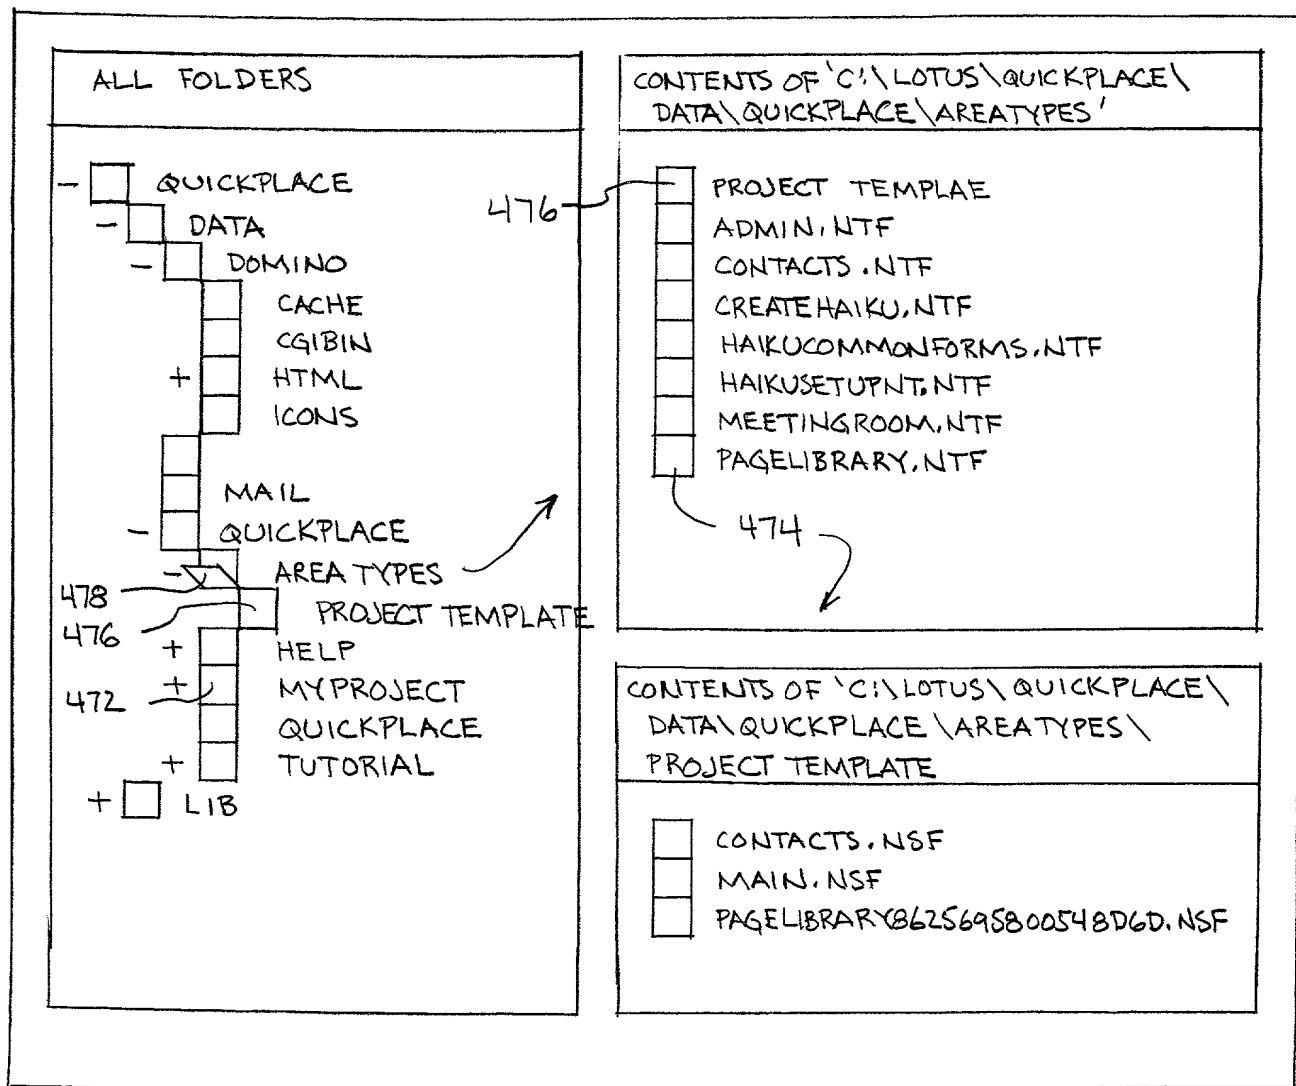 ALL FOLDERS
- QUICKPLACE
- DATA
- DOMINO
CACHE
CGIBIN
+ HTML
ICONS
MAIL
- QUICKPLACE
- AREATYPES
478
PROJECT TEMPLATE
476
+ HELP
+ MYPROJECT
472
QUICKPLACE
+ TUTORIAL
+ LIB
CONTENTS OF 'C:\LOTUS\QUICKPLACE\
DATA\QUICKPLACE\AREATYPES'
476
PROJECT TEMPLAE
ADMIN.NTF
CONTACTS.NTF
CREATEHAIKU.NTF
HAIKUCOMMONFORMS.NTF
HAIKUSETUPNT.NTF
MEETINGROOM.NTF
PAGELIBRARY.NTF
474
CONTENTS OF 'C:\LOTUS\QUICKPLACE\
DATA\QUICKPLACE\AREATYPES\
PROJECT TEMPLATE
CONTACTS.NSF
MAIN.NSF
PAGELIBRARY8625695800548D6D.NSF